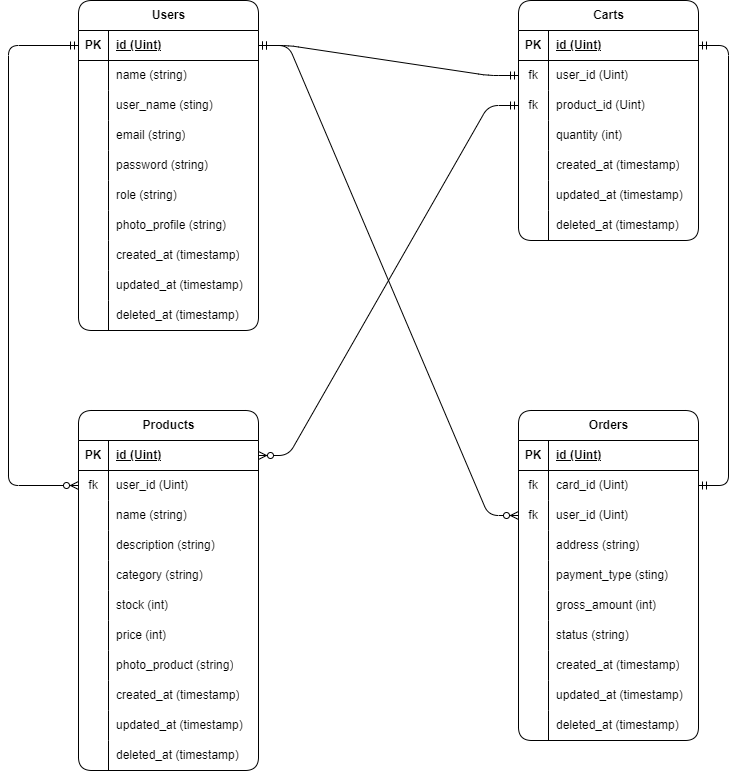 Users
PK id (Uint)
name (string)
user_name (sting)
email (string)
password (string)
role (string)
photo_profile (string)
created_at (timestamp)
updated_at (timestamp)
deleted_at (timestamp)
Carts
PK id (Uint)
fk user_id (Uint)
fk product_id (Uint)
quantity (int)
created_at (timestamp)
updated_at (timestamp)
deleted_at (timestamp)
Products
PK id (Uint)
fk user_id (Uint)
name (string)
description (string)
category (string)
stock (int)
price (int)
photo_product (string)
created_at (timestamp)
updated_at (timestamp)
deleted_at (timestamp)
Orders
PK id (Uint)
fk card_id (Uint)
fk user_id (Uint)
address (string)
payment_type (sting)
gross_amount (int)
status (string)
created_at (timestamp)
updated_at (timestamp)
deleted_at (timestamp)